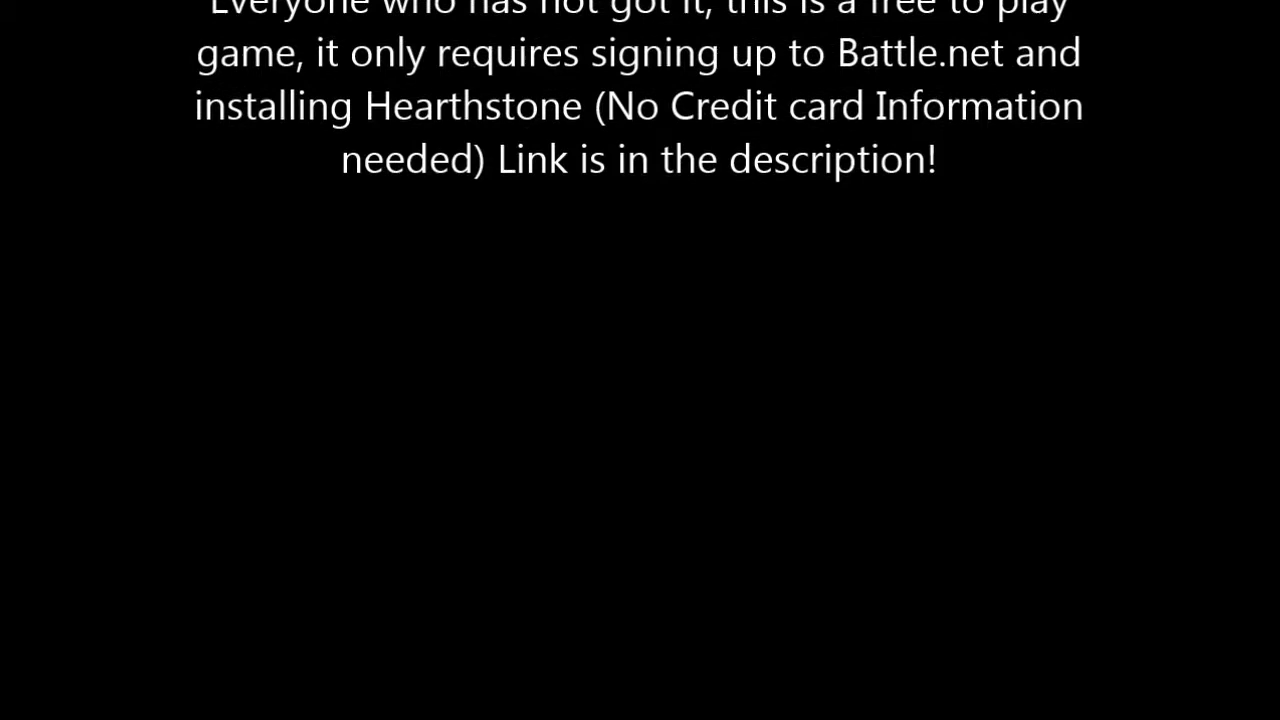 Everyone who has not got it, this is a free to play
game, it only requires signing up to Battle.net and
installing Hearthstone (No Credit card Information
needed) Link is in the description!